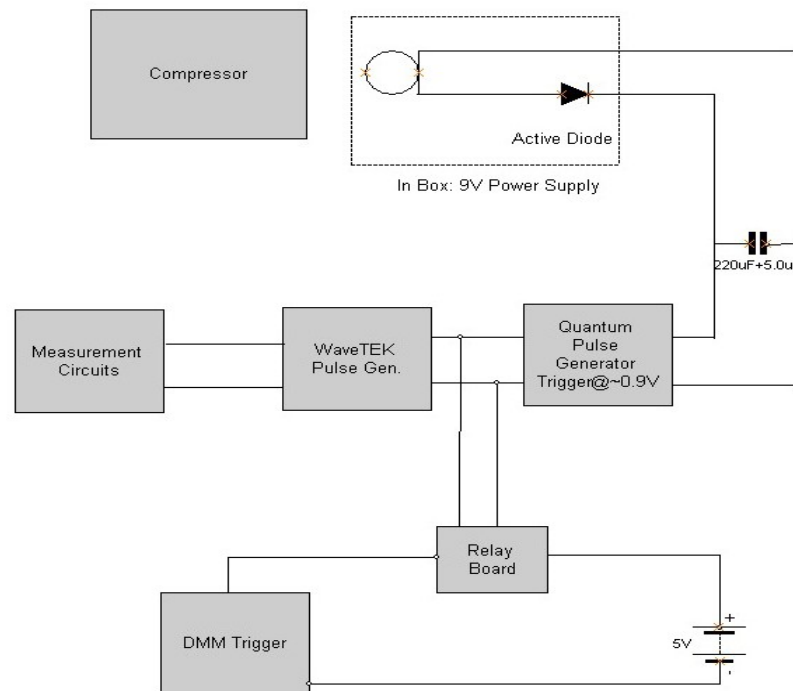 Compressor
Active Diode
In Box: 9V Power Supply
220uF+5.0u
Measurement
Circuits
WaveTEK
Pulse Gen.
Quantum
Pulse
Generator
Trigger@~0.9V
Relay
Board
DMM Trigger
5V
+
-